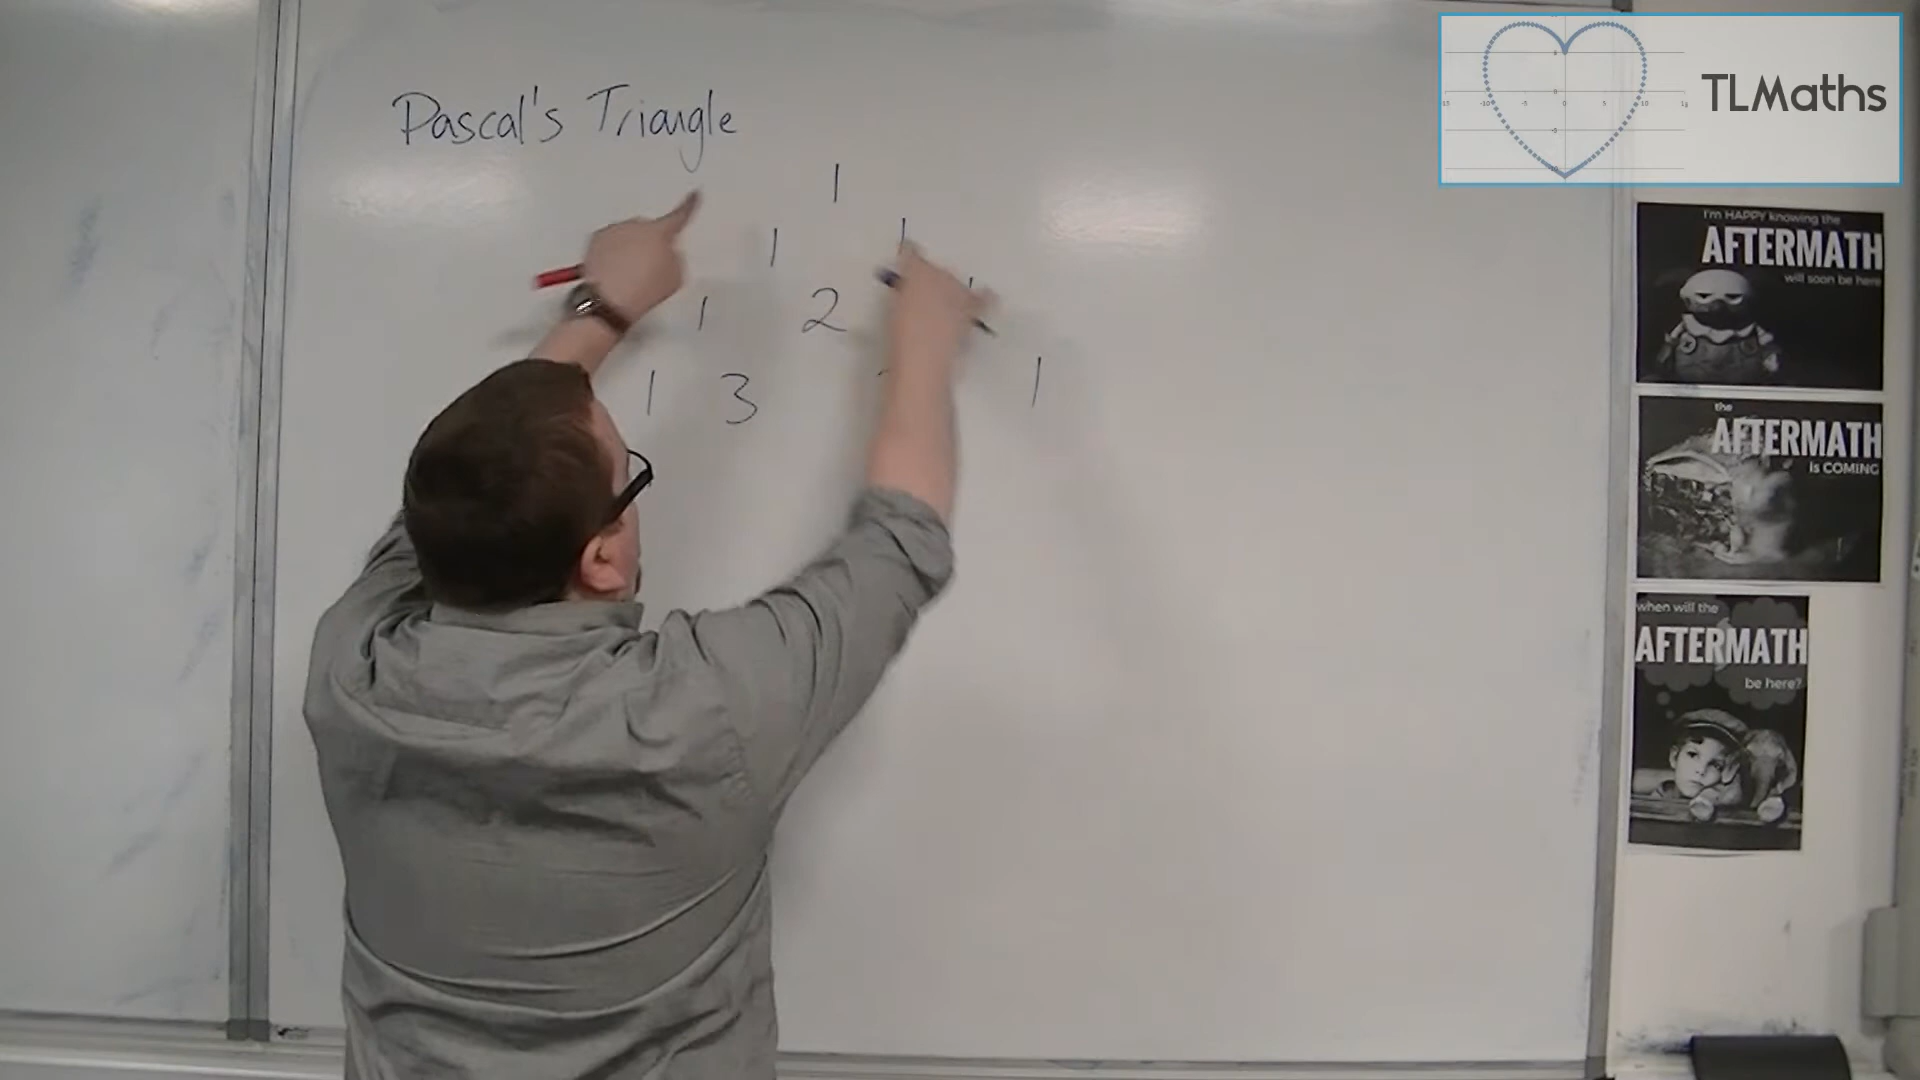 Pascal's Triangle
1
1 1
1 2
1 3 1
TLMaths
I'm HAPPY knowing the
AFTERMATH
will soon be here
the
AFTERMATH
is COMING
when will the
AFTERMATH
be here?